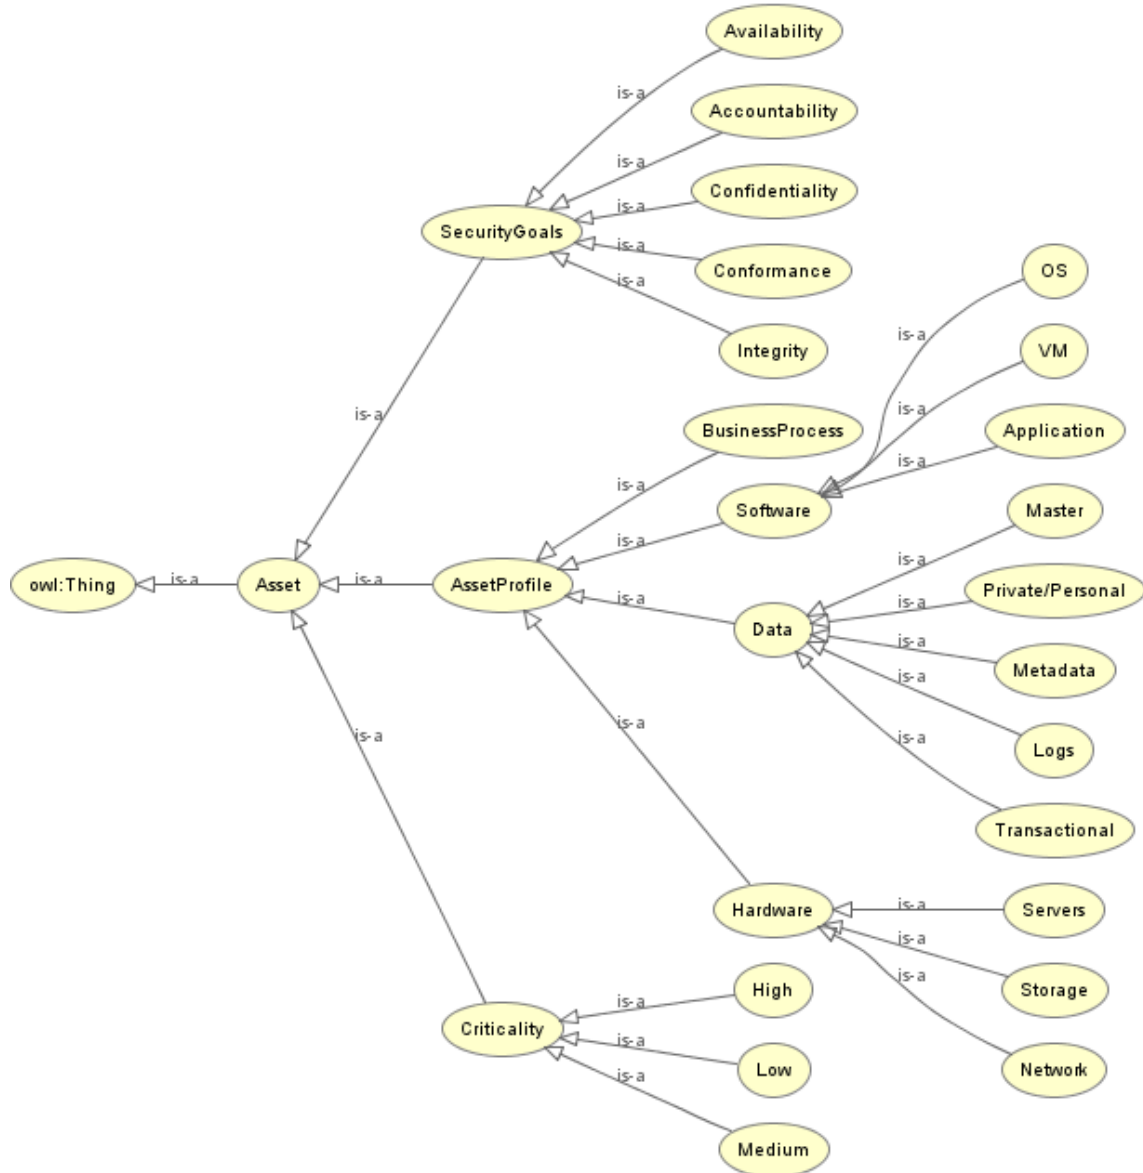 Availability
is-a
Accountability
is-a
Confidentiality
is-a
SecurityGoals
is-a
Conformance
is-a
Integrity
OS
is-a
VM
is-a
is-a
BusinessProcess
Application
is-a
is-a
Software
Master
is-a
is-a
owl:Thing
is-a
Asset
is-a
AssetProfile
Private/Personal
is-a
is-a
Data
is-a
Metadata
is-a
Logs
is-a
is-a
is-a
Transactional
Hardware
is-a
Servers
is-a
Storage
is-a
High
is-a
Criticality
is-a
Low
Network
is-a
Medium